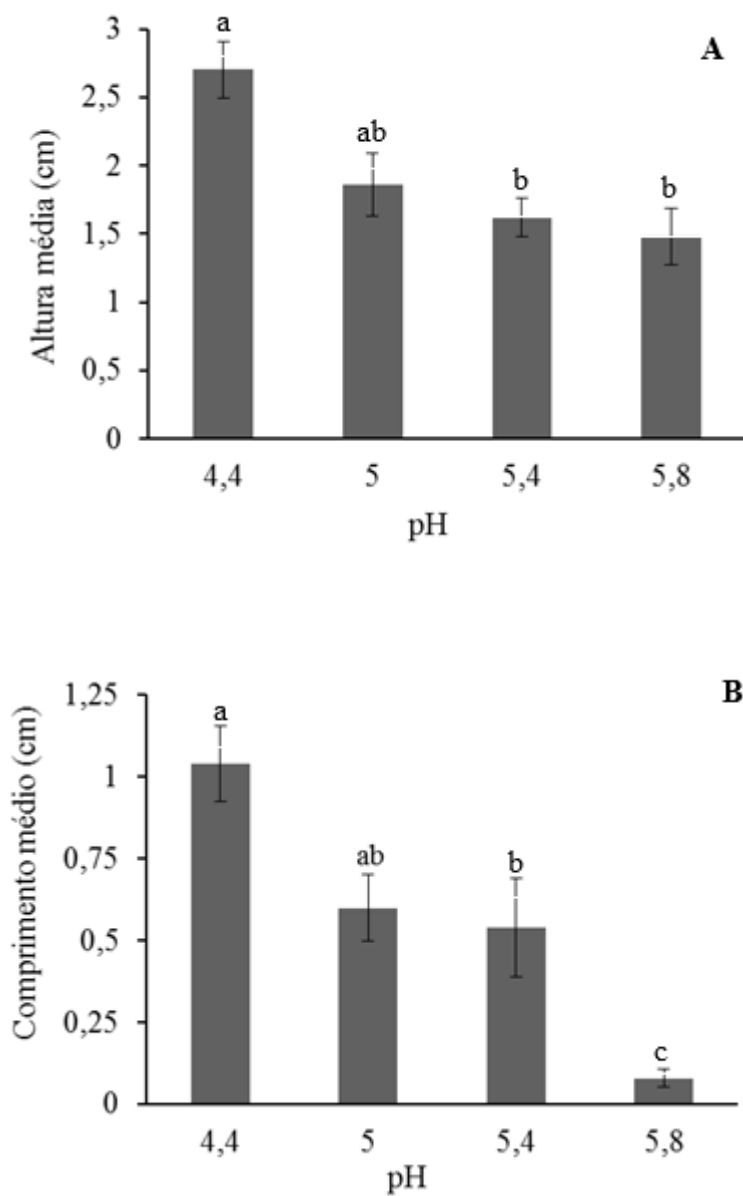 A
Altura média (cm)
3
2,5
2
1,5
1
0,5
0
a
ab
b
b
4,4 5 5,4 5,8
pH
B
Comprimento médio (cm)
1,25
1
0,75
0,5
0,25
0
a
ab
b
c
4,4 5 5,4 5,8
pH